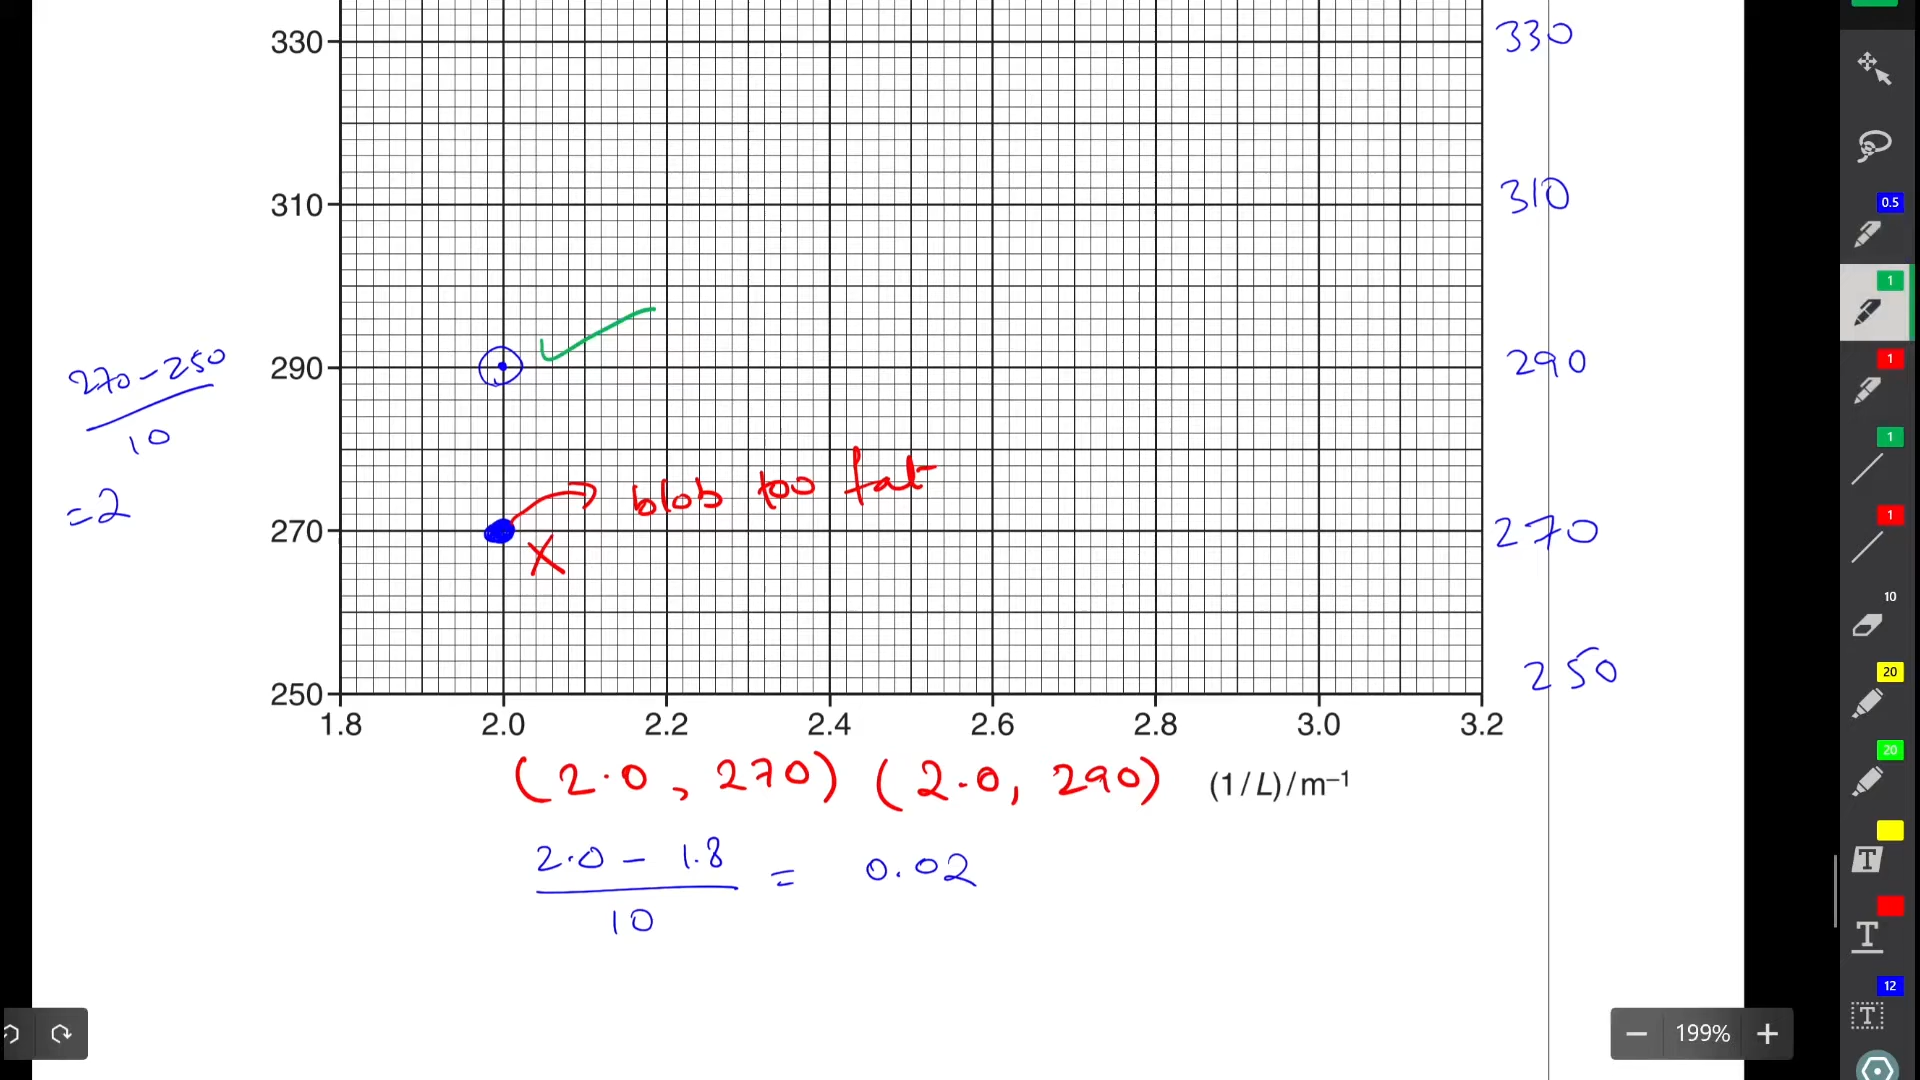 330
330
310
310
290
290
270 – 250
10
= 2
blob too fat
270
X
270
250
250
1.8 2.0 2.2 2.4 2.6 2.8 3.0 3.2
(2.0, 270) (2.0, 290) (1/L)/m⁻¹
2.0 – 1.8
= 0.02
10
0.5
1
1
1
1
10
20
20
T
T
12
T
− 199% +